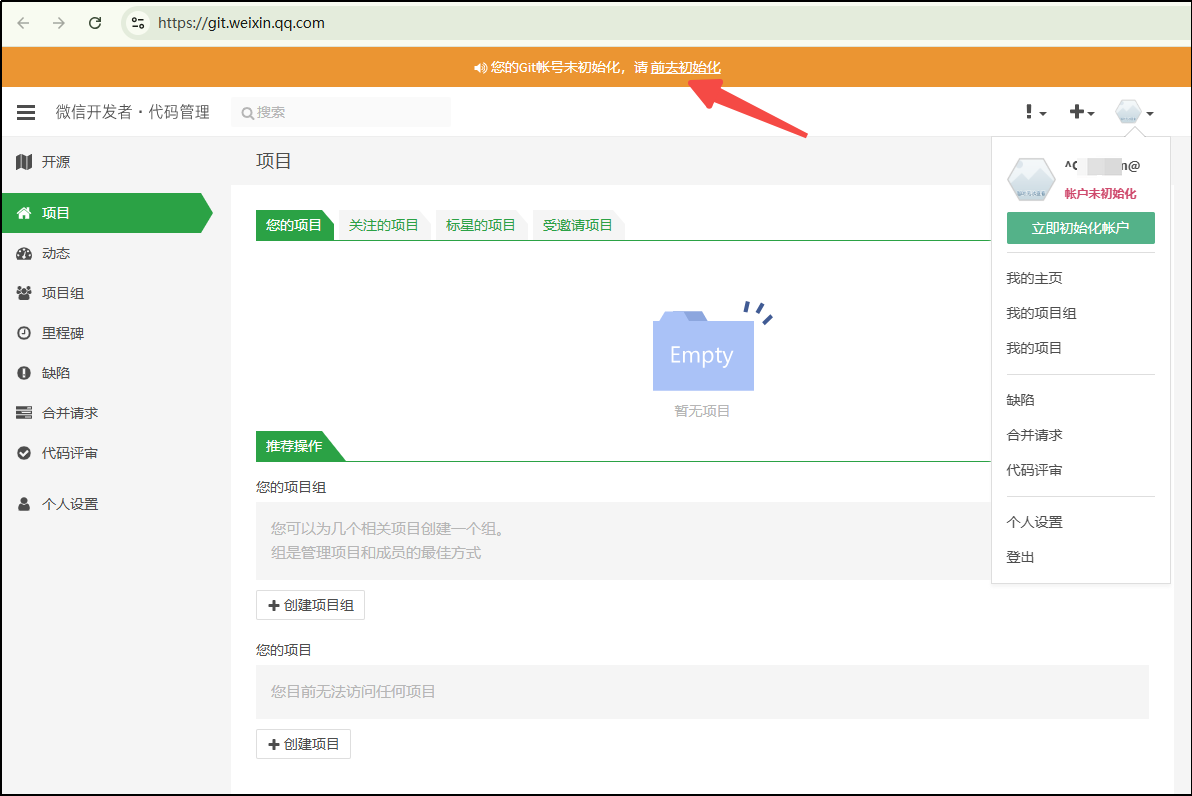 https://git.weixin.qq.com
您的Git帐号未初始化，请 前去初始化
微信开发者・代码管理
搜索
开源
项目
动态
项目组
里程碑
缺陷
合并请求
代码评审
个人设置
项目
您的项目 关注的项目 标星的项目 受邀请项目
Empty
暂无项目
推荐操作
您的项目组
您可以为几个相关项目创建一个组。
组是管理项目和成员的最佳方式
创建项目组
您的项目
您目前无法访问任何项目
创建项目
帐户未初始化
立即初始化帐户
我的主页
我的项目组
我的项目
缺陷
合并请求
代码评审
个人设置
登出